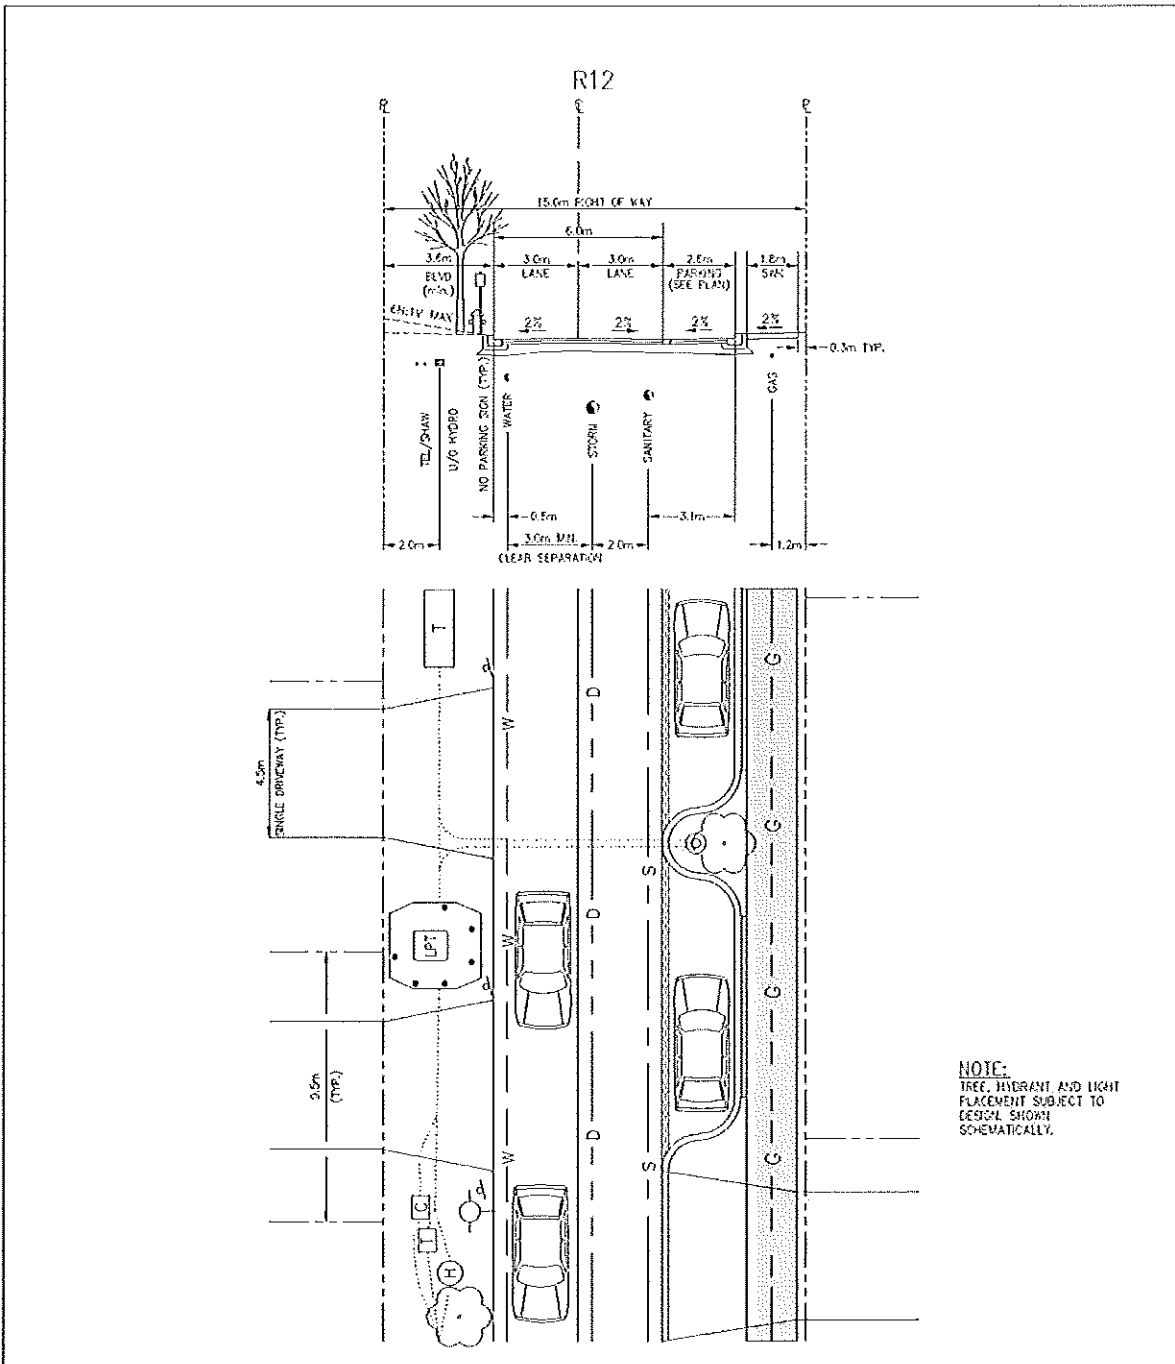 R12
15.0m RIGHT OF WAY
6.0m
3.6m
BLVD
(min.)
3.0m
LANE
3.0m
LANE
PARKING
(SEE PLAN)
1.8m
SWK
2%
2%
2%
2%
0.3m TYP.
TEL/SHAW
U/G HYDRO
NO PARKING SIGN (TYP.)
WATER
STORM
SANITARY
GAS
2.0m
0.5m
3.0m MIN.
CLEAR SEPARATION
2.0m
3.1m
1.2m
T
4.5m
SINGLE DRIVEWAY (TYP.)
W
D
G
G
S
LPT
W
D
G
9.5m
(TYP.)
W
D
S
G
C
T
H
NOTE:
TREE, HYDRANT AND LIGHT
PLACEMENT SUBJECT TO
DESIGN. SHOWN
SCHEMATICALLY.